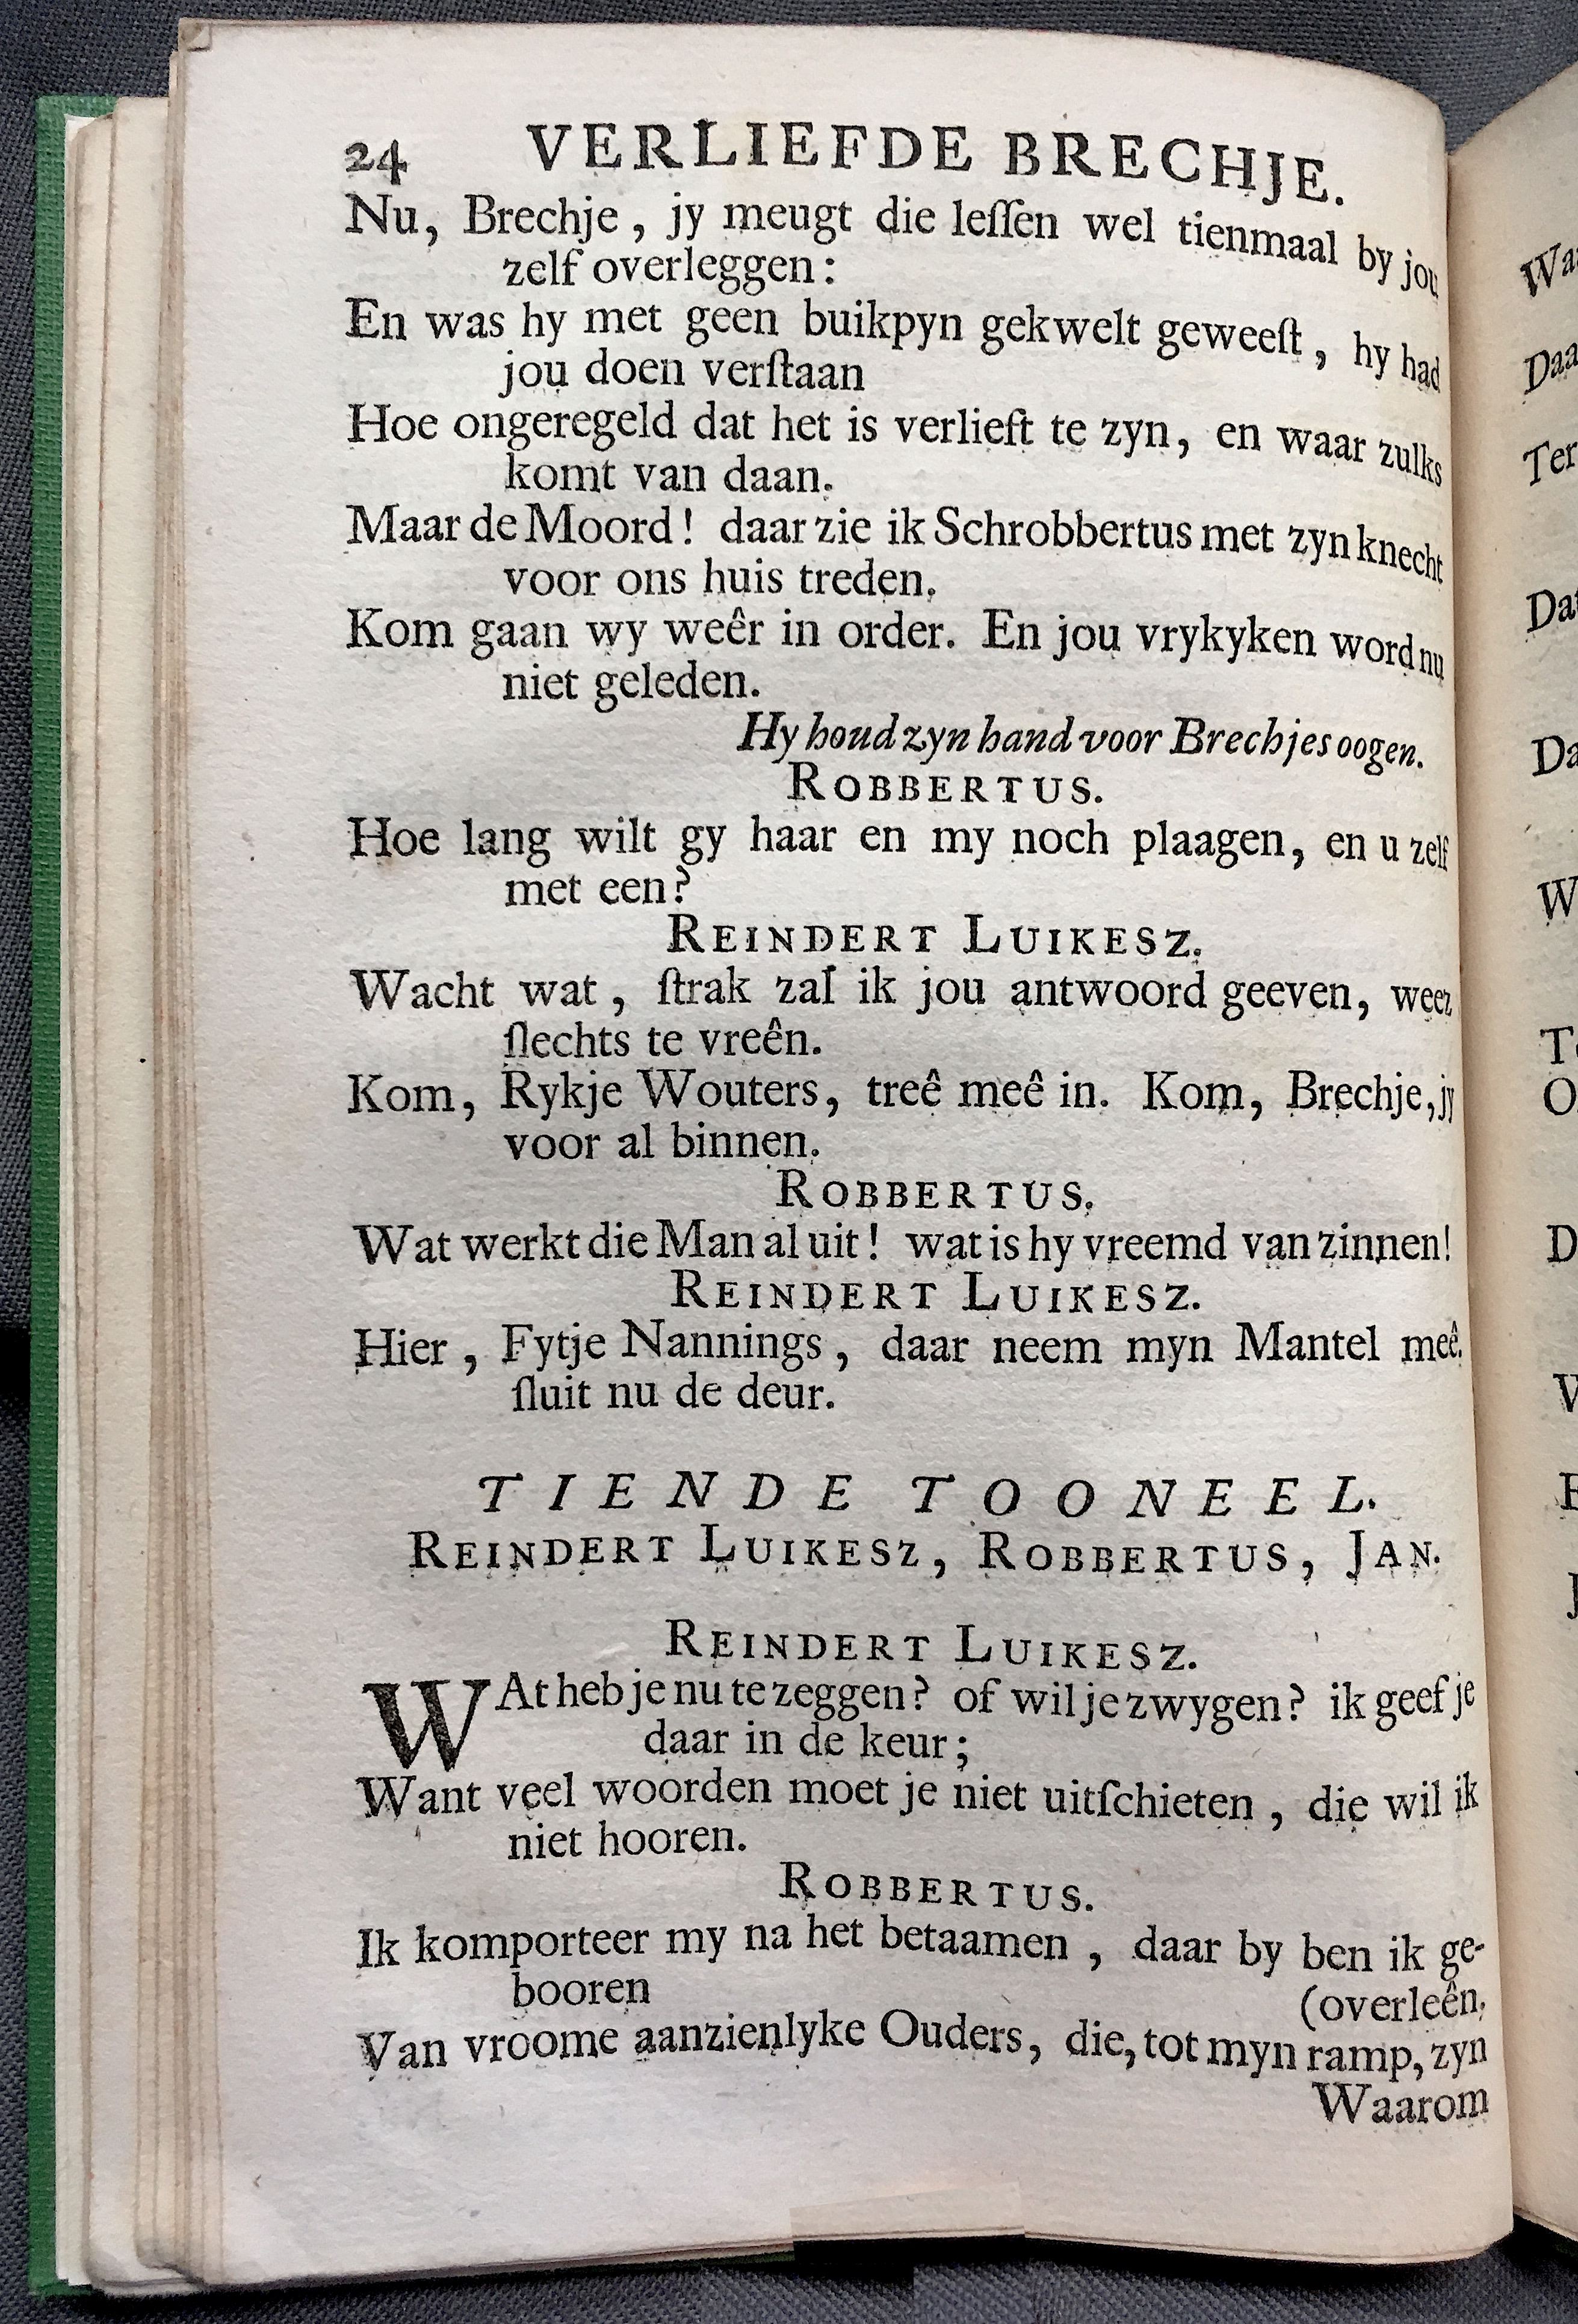 24 VERLIEFDE BRECHJE.
Nu, Brechje, jy meugt die leſſen wel tienmaal by jou
zelf overleggen:
En was hy met geen buikpyn gekwelt geweeſt, hy had
jou doen verſtaan
Hoe ongeregeld dat het is verlieft te zyn, en waar zulks
komt van daan.
Maar de Moord! daar zie ik Schrobbertus met zyn knecht
voor ons huis treden.
Kom gaan wy weêr in order. En jou vrykyken word nu
niet geleden.
Hy houd zyn hand voor Brechjes oogen.
ROBBERTUS.
Hoe lang wilt gy haar en my noch plaagen, en u zelf
met een?
REINDERT LUIKESZ.
Wacht wat, ſtrak zal ik jou antwoord geeven, weez
ſlechts te vreên.
Kom, Rykje Wouters, treê meê in. Kom, Brechje, jy
voor al binnen.
ROBBERTUS.
Wat werkt die Man al uit! wat is hy vreemd van zinnen!
REINDERT LUIKESZ.
Hier, Fytje Nannings, daar neem myn Mantel meê.
ſluit nu de deur.
TIENDE TOONEEL.
REINDERT LUIKESZ, ROBBERTUS, JAN.
REINDERT LUIKESZ.
WAt heb je nu te zeggen? of wil je zwygen? ik geef je
daar in de keur;
Want veel woorden moet je niet uitſchieten, die wil ik
niet hooren.
ROBBERTUS.
Ik komporteer my na het betaamen, daar by ben ik ge-
booren (overleên,
Van vroome aanzienlyke Ouders, die, tot myn ramp, zyn
Waarom
Daa
Ter
Dat
Da
W
D